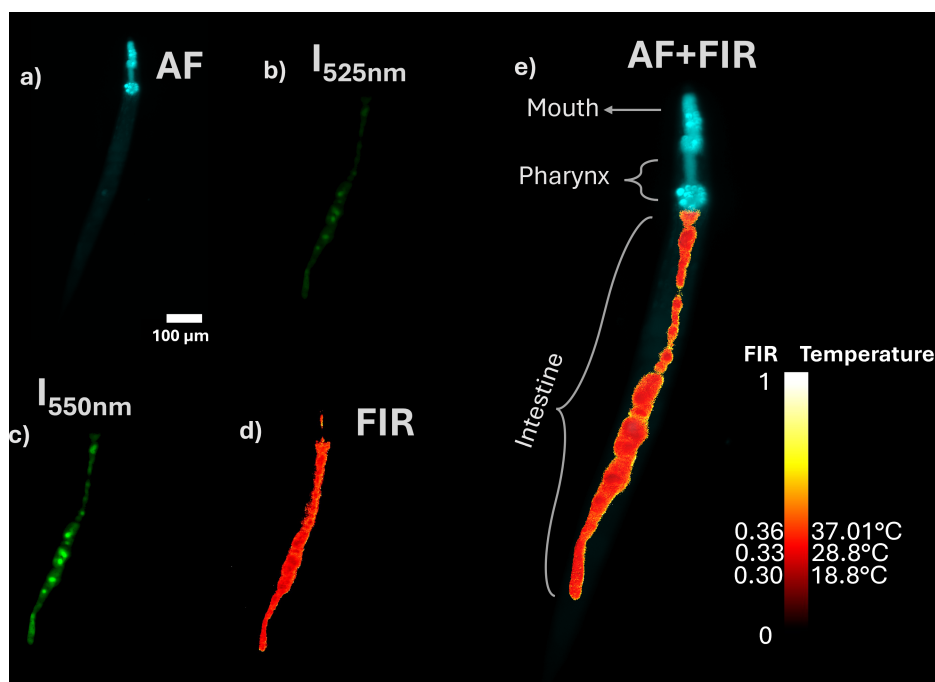 a)
AF
100 µm
b)
I525nm
c)
I550nm
d)
FIR
e)
AF+FIR
Mouth
Pharynx
Intestine
FIR Temperature
1
0.36 37.01°C
0.33 28.8°C
0.30 18.8°C
0